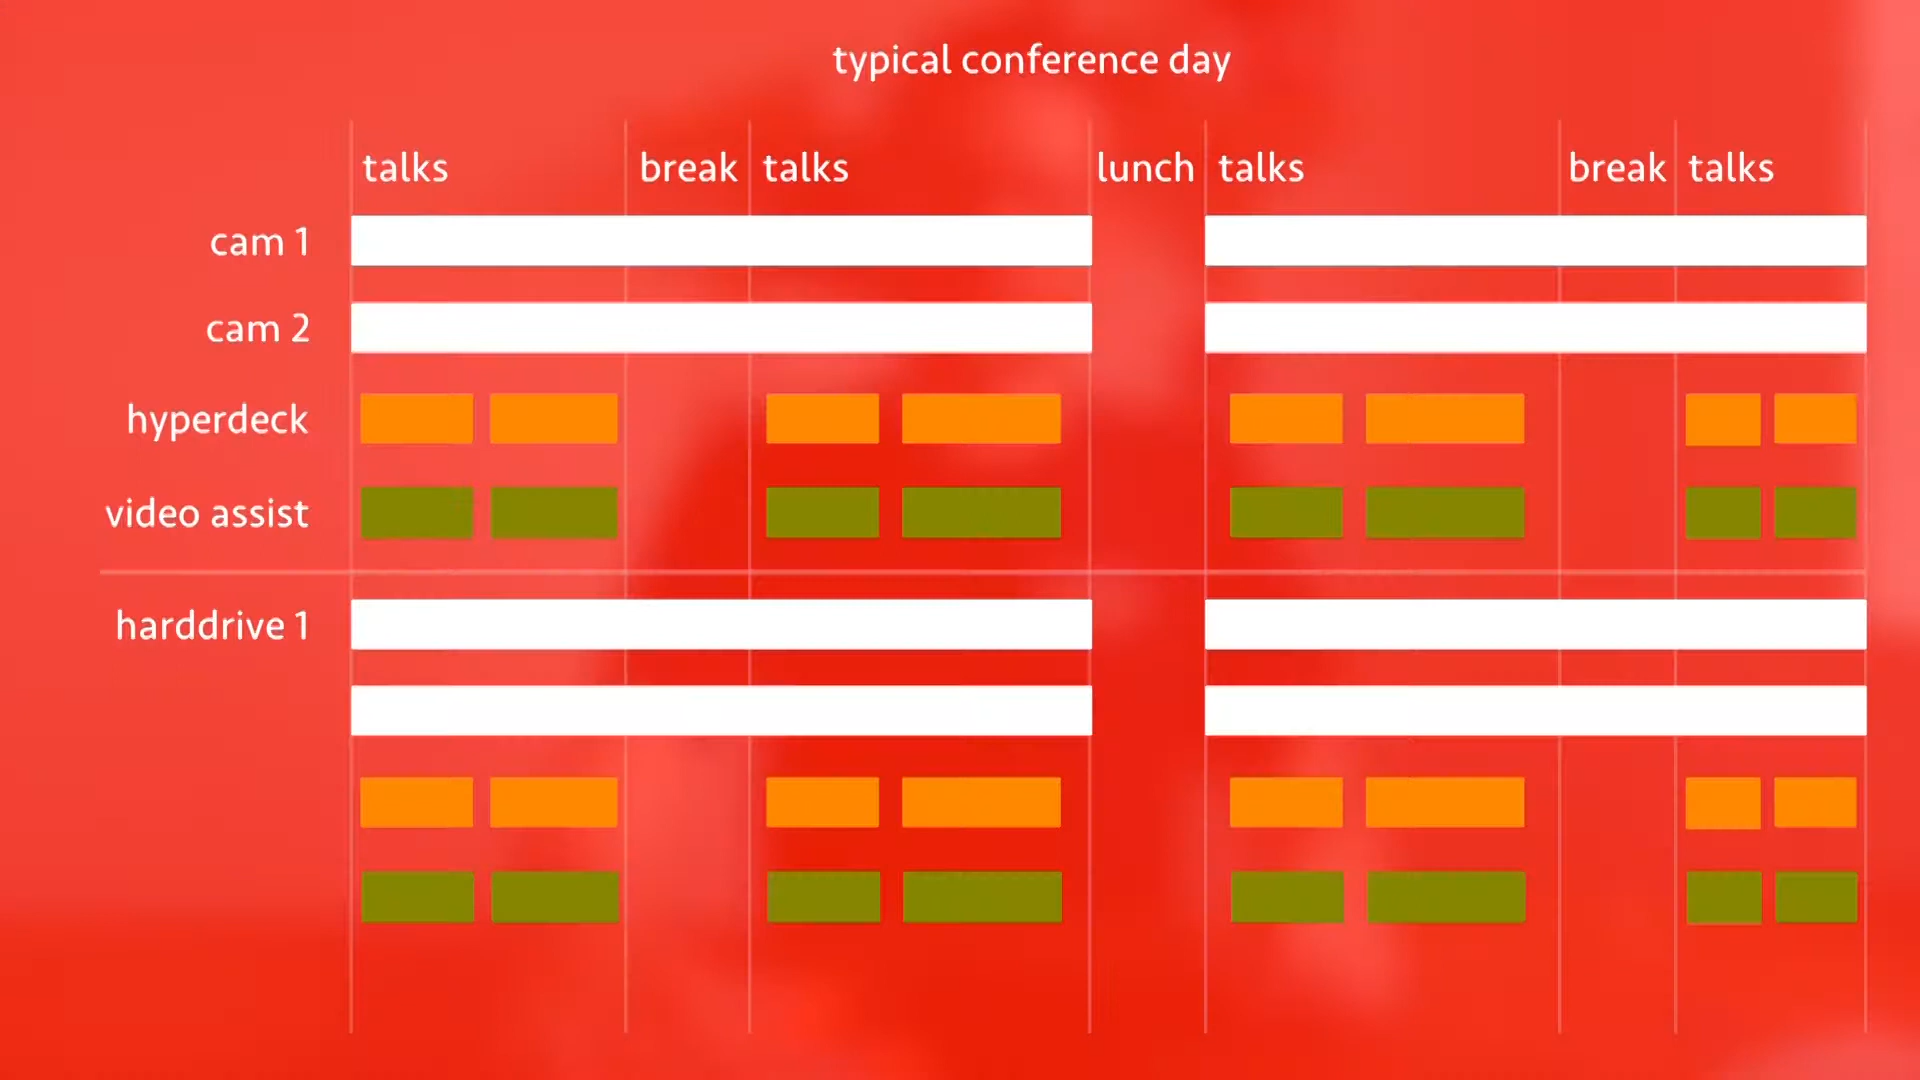 typical conference day
talks break talks lunch talks break talks
cam 1
cam 2
hyperdeck
video assist
harddrive 1